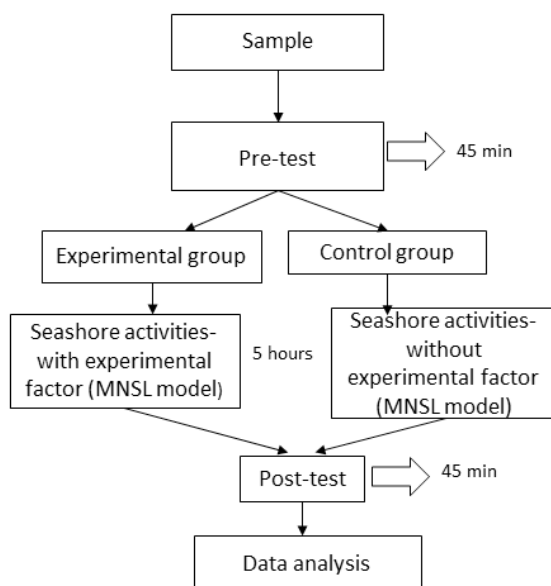 Sample
Pre-test
45 min
Experimental group
Control group
Seashore activities-
with experimental
factor (MNSL model)
5 hours
Seashore activities-
without
experimental factor
(MNSL model)
Post-test
45 min
Data analysis